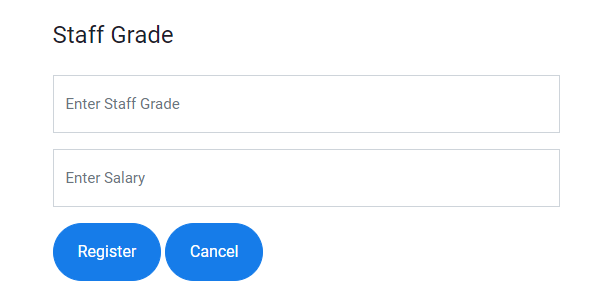 Staff Grade
Enter Staff Grade
Enter Salary
Register Cancel